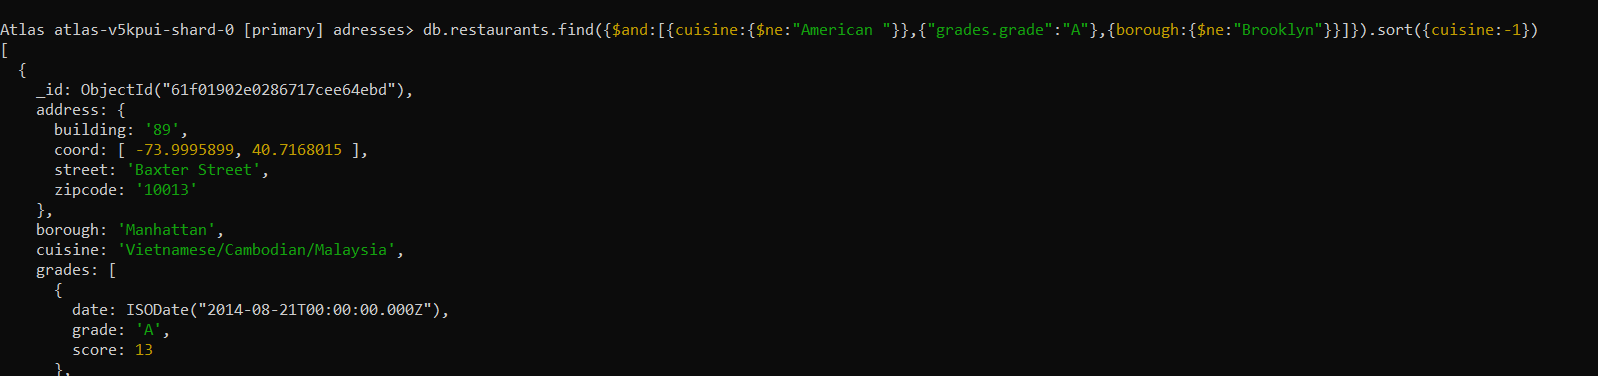 Atlas atlas-v5kpui-shard-0 [primary] adresses> db.restaurants.find({$and:[{cuisine:{$ne:"American "}},{"grades.grade":"A"},{borough:{$ne:"Brooklyn"}}]}).sort({cuisine:-1})
[
  {
    _id: ObjectId("61f01902e0286717cee64ebd"),
    address: {
      building: '89',
      coord: [ -73.9995899, 40.7168015 ],
      street: 'Baxter Street',
      zipcode: '10013'
    },
    borough: 'Manhattan',
    cuisine: 'Vietnamese/Cambodian/Malaysia',
    grades: [
      {
        date: ISODate("2014-08-21T00:00:00.000Z"),
        grade: 'A',
        score: 13
      },